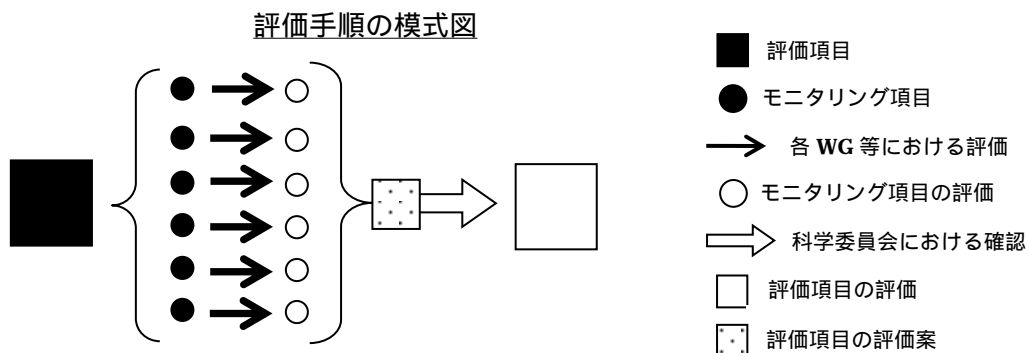 評価手順の模式図
評価項目
モニタリング項目
各 WG 等における評価
モニタリング項目の評価
科学委員会における確認
評価項目の評価
評価項目の評価案